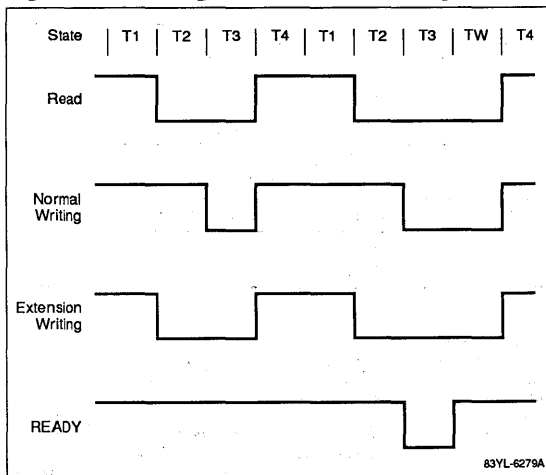 State | T1 | T2 | T3 | T4 | T1 | T2 | T3 | TW | T4
Read
Normal
Writing
Extension
Writing
READY
83YL-6279A